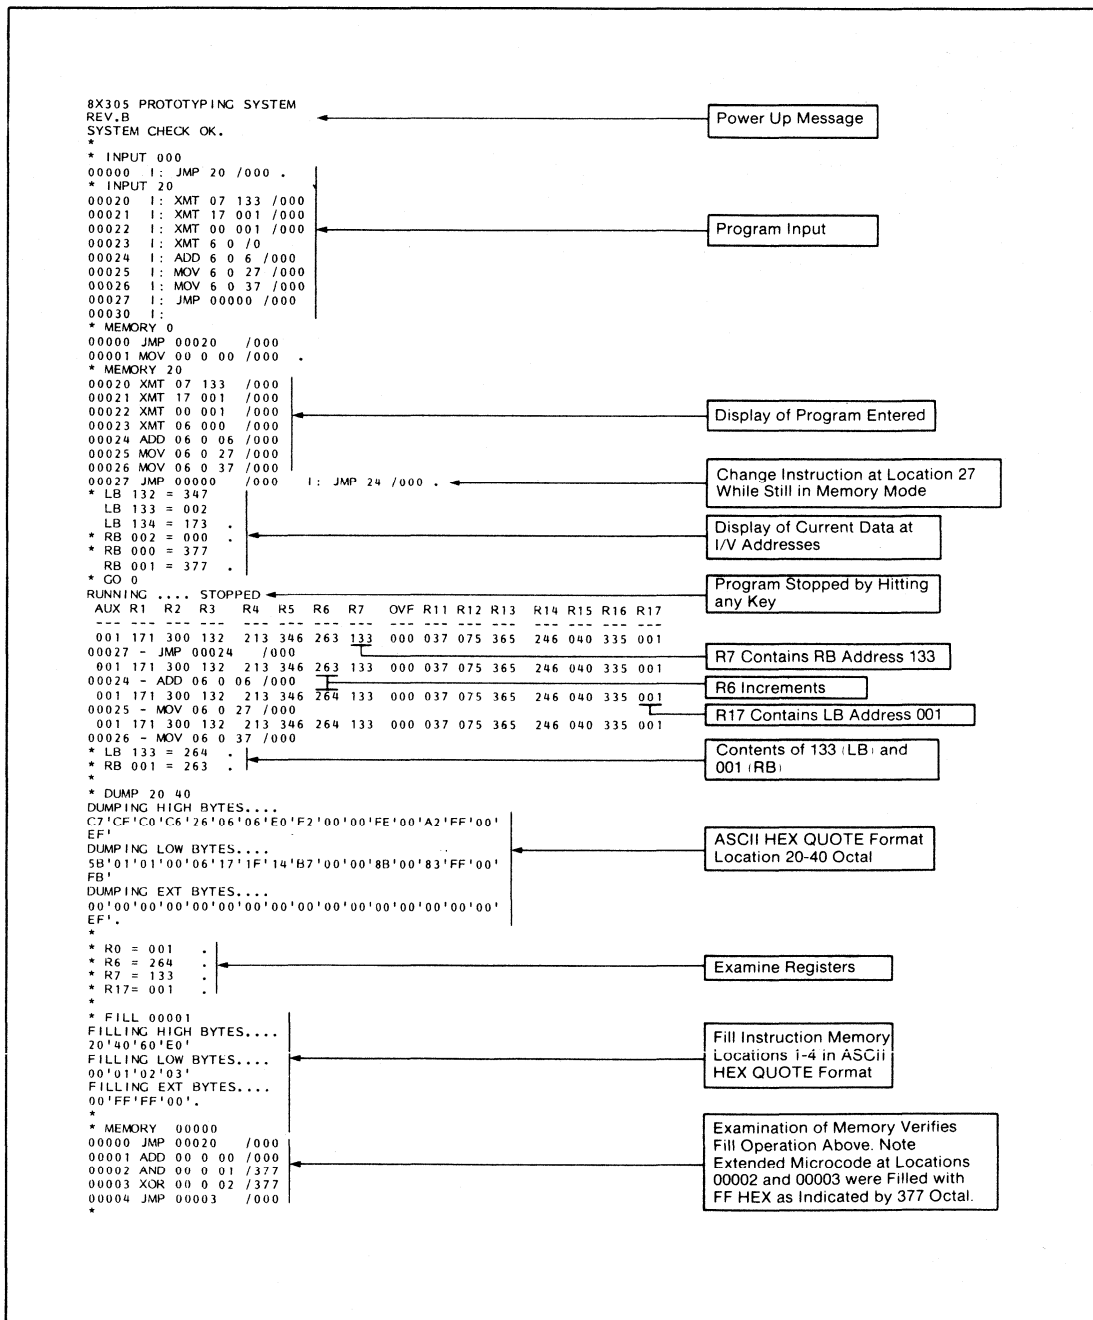 8X305 PROTOTYPING SYSTEM
REV.B
SYSTEM CHECK OK.
*
* INPUT 000
00000 I: JMP 20 /000 .
* INPUT 20
00020 I: XMT 07 133 /000
00021 I: XMT 17 001 /000
00022 I: XMT 00 001 /000
00023 I: XMT 6 0 /0
00024 I: ADD 6 0 6 /000
00025 I: MOV 6 0 27 /000
00026 I: MOV 6 0 37 /000
00027 I: JMP 00000 /000
00030 I:
* MEMORY 0
00000 JMP 00020 /000
00001 MOV 00 0 00 /000 .
* MEMORY 20
00020 XMT 07 133 /000
00021 XMT 17 001 /000
00022 XMT 00 001 /000
00023 XMT 06 000 /000
00024 ADD 06 0 06 /000
00025 MOV 06 0 27 /000
00026 MOV 06 0 37 /000
00027 JMP 00000 /000 I: JMP 24 /000 .
* LB 132 = 347
LB 133 = 002
LB 134 = 173 .
* RB 002 = 000 .
* RB 000 = 377
RB 001 = 377 .
* GO 0
RUNNING .... STOPPED
AUX R1 R2 R3 R4 R5 R6 R7 OVF R11 R12 R13 R14 R15 R16 R17
--- --- --- --- --- --- --- --- --- --- --- --- --- --- --- ---
001 171 300 132 213 346 263 133 000 037 075 365 246 040 335 001
00027 - JMP 00024 /000
001 171 300 132 213 346 263 133 000 037 075 365 246 040 335 001
00024 - ADD 06 0 06 /000
001 171 300 132 213 346 264 133 000 037 075 365 246 040 335 001
00025 - MOV 06 0 27 /000
001 171 300 132 213 346 264 133 000 037 075 365 246 040 335 001
00026 - MOV 06 0 37 /000
* LB 133 = 264 .
* RB 001 = 263 .
*
* DUMP 20 40
DUMPING HIGH BYTES....
C7'CF'C0'C6'26'06'06'E0'F2'00'00'FE'00'A2'FF'00'
EF'
DUMPING LOW BYTES....
5B'01'01'00'06'17'1F'14'B7'00'00'8B'00'83'FF'00'
FB'
DUMPING EXT BYTES....
00'00'00'00'00'00'00'00'00'00'00'00'00'00'00'00'
EF'.
*
* R0 = 001 .
* R6 = 264 .
* R7 = 133 .
* R17= 001 .
*
* FILL 00001
FILLING HIGH BYTES....
20'40'60'E0'
FILLING LOW BYTES....
00'01'02'03'
FILLING EXT BYTES....
00'FF'FF'00'.
*
* MEMORY 00000
00000 JMP 00020 /000
00001 ADD 00 0 00 /000
00002 AND 00 0 01 /377
00003 XOR 00 0 02 /377
00004 JMP 00003 /000
*
Power Up Message
Program Input
Display of Program Entered
Change Instruction at Location 27
While Still in Memory Mode
Display of Current Data at
I/V Addresses
Program Stopped by Hitting
any Key
R7 Contains RB Address 133
R6 Increments
R17 Contains LB Address 001
Contents of 133 (LB) and
001 (RB)
ASCII HEX QUOTE Format
Location 20-40 Octal
Examine Registers
Fill Instruction Memory
Locations 1-4 in ASCII
HEX QUOTE Format
Examination of Memory Verifies
Fill Operation Above. Note
Extended Microcode at Locations
00002 and 00003 were Filled with
FF HEX as Indicated by 377 Octal.